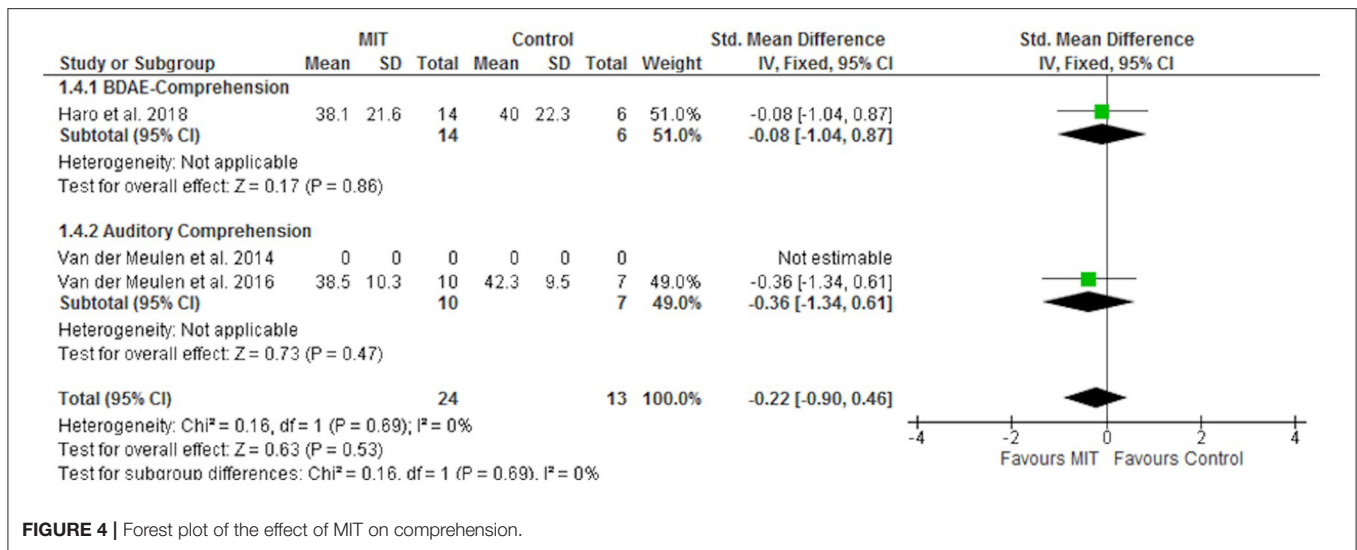 MIT Control Std. Mean Difference Std. Mean Difference
Study or Subgroup Mean SD Total Mean SD Total Weight IV, Fixed, 95% CI IV, Fixed, 95% CI
1.4.1 BDAE-Comprehension
Haro et al. 2018 38.1 21.6 14 40 22.3 6 51.0% -0.08 [-1.04, 0.87]
Subtotal (95% CI) 14 6 51.0% -0.08 [-1.04, 0.87]
Heterogeneity: Not applicable
Test for overall effect: Z = 0.17 (P = 0.86)
1.4.2 Auditory Comprehension
Van der Meulen et al. 2014 0 0 0 0 0 0 Not estimable
Van der Meulen et al. 2016 38.5 10.3 10 42.3 9.5 7 49.0% -0.36 [-1.34, 0.61]
Subtotal (95% CI) 10 7 49.0% -0.36 [-1.34, 0.61]
Heterogeneity: Not applicable
Test for overall effect: Z = 0.73 (P = 0.47)
Total (95% CI) 24 13 100.0% -0.22 [-0.90, 0.46]
Heterogeneity: Chi² = 0.16, df = 1 (P = 0.69); I² = 0%
Test for overall effect: Z = 0.63 (P = 0.53)
Test for subgroup differences: Chi² = 0.16. df = 1 (P = 0.69). I² = 0%
-4 -2 0 2 4
Favours MIT Favours Control
FIGURE 4 | Forest plot of the effect of MIT on comprehension.